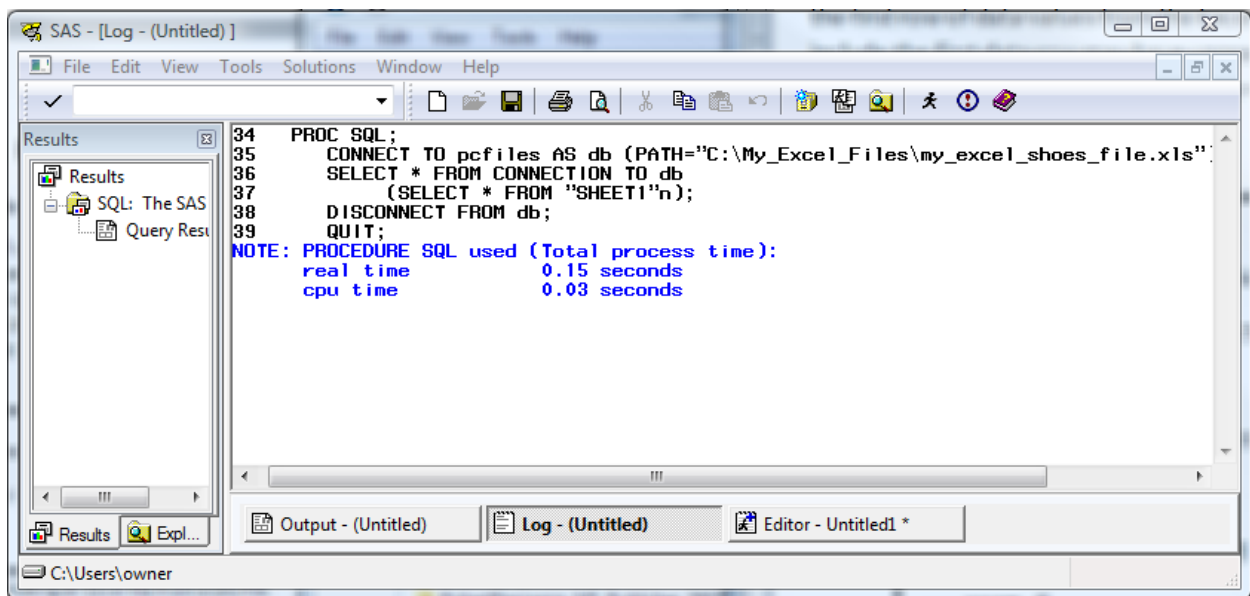 SAS - [Log - (Untitled) ]
File Edit View Tools Solutions Window Help
Results
Results
SQL: The SAS
Query Resu
34 PROC SQL;
35 CONNECT TO pcfiles AS db (PATH="C:\My_Excel_Files\my_excel_shoes_file.xls")
36 SELECT * FROM CONNECTION TO db
37 (SELECT * FROM "SHEET1"n);
38 DISCONNECT FROM db;
39 QUIT;
NOTE: PROCEDURE SQL used (Total process time):
real time 0.15 seconds
cpu time 0.03 seconds
Results Expl...
Output - (Untitled) Log - (Untitled) Editor - Untitled1 *
C:\Users\owner